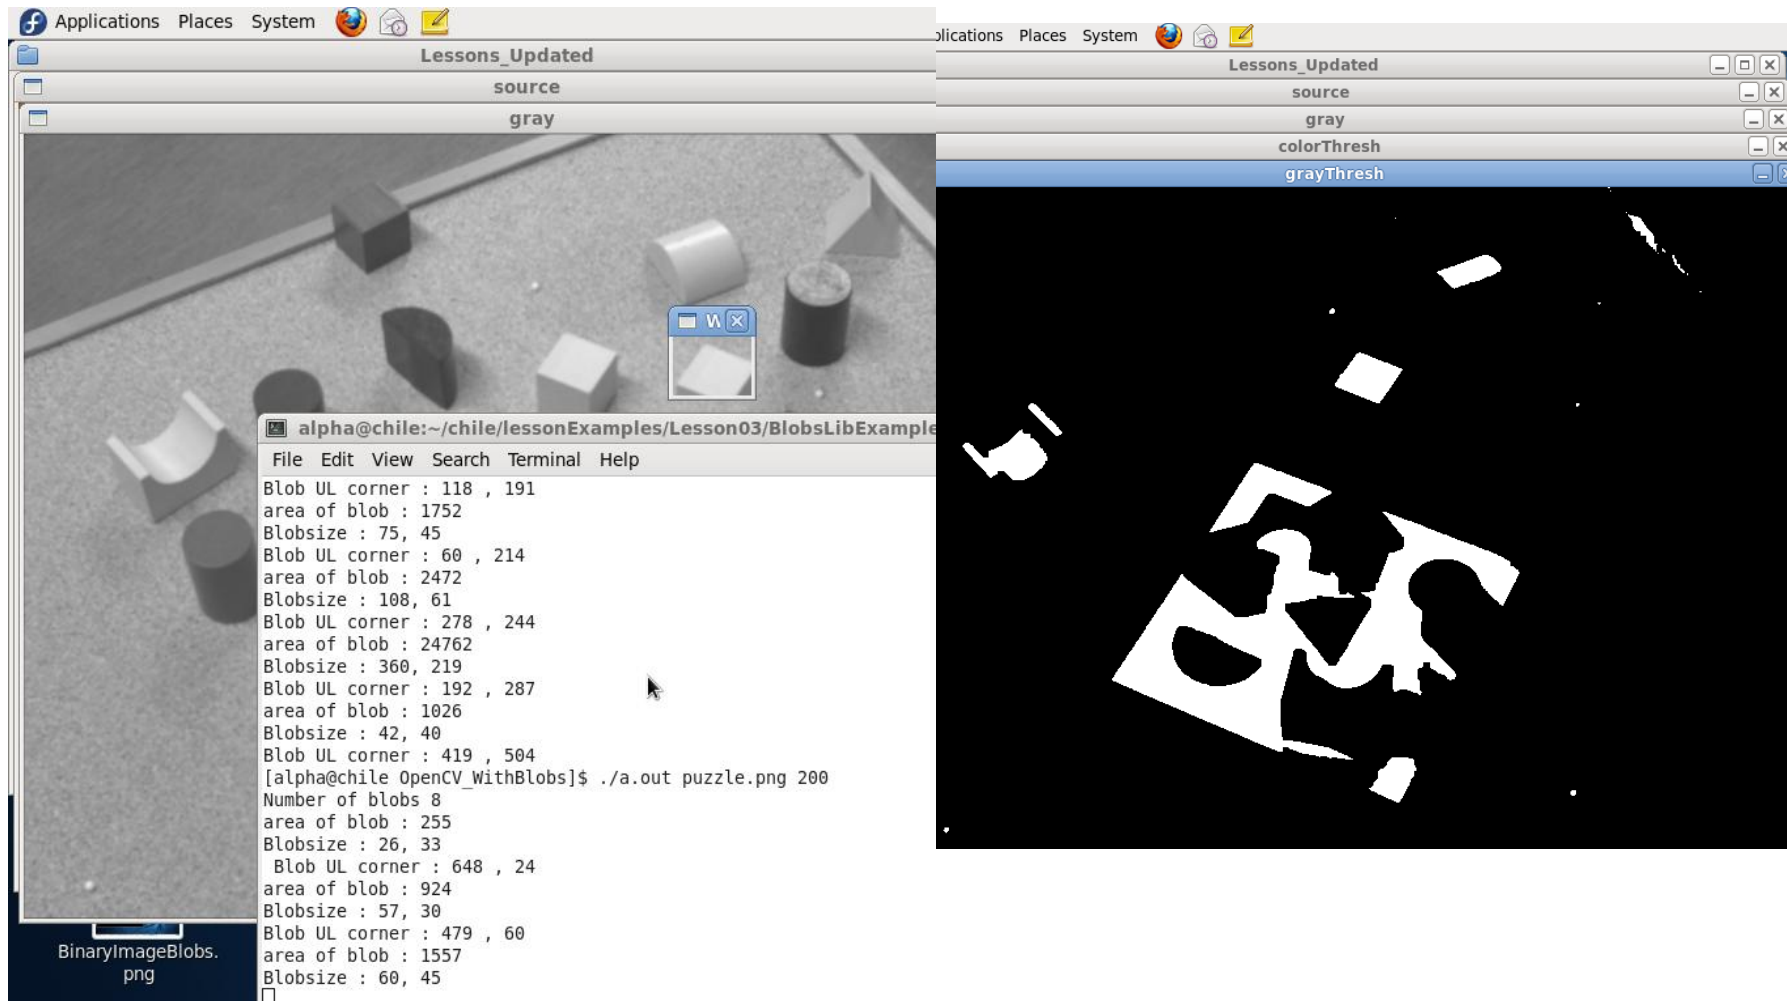 Applications Places System
Lessons_Updated
source
gray
W
alpha@chile:~/chile/lessonExamples/Lesson03/BlobsLibExample
File Edit View Search Terminal Help
Blob UL corner : 118 , 191
area of blob : 1752
Blobsize : 75, 45
Blob UL corner : 60 , 214
area of blob : 2472
Blobsize : 108, 61
Blob UL corner : 278 , 244
area of blob : 24762
Blobsize : 360, 219
Blob UL corner : 192 , 287
area of blob : 1026
Blobsize : 42, 40
Blob UL corner : 419 , 504
[alpha@chile OpenCV_WithBlobs]$ ./a.out puzzle.png 200
Number of blobs 8
area of blob : 255
Blobsize : 26, 33
Blob UL corner : 648 , 24
area of blob : 924
Blobsize : 57, 30
Blob UL corner : 479 , 60
area of blob : 1557
Blobsize : 60, 45
BinaryImageBlobs.
png
plications Places System
Lessons_Updated
source
gray
colorThresh
grayThresh